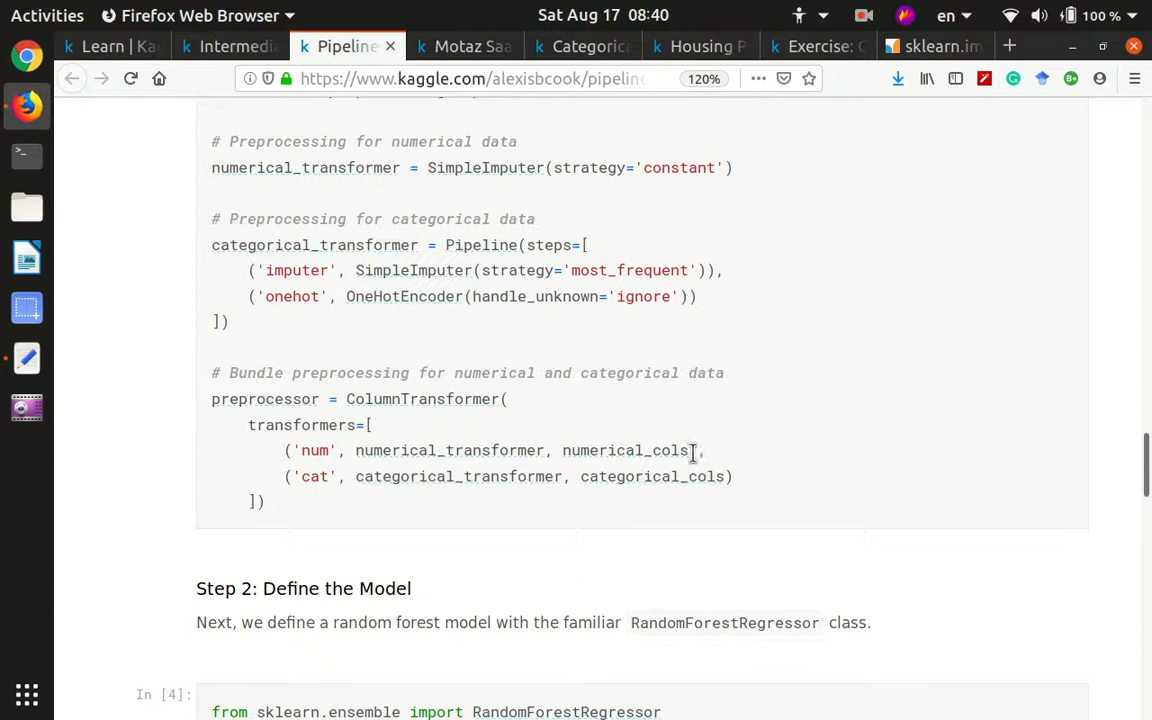 Activities Firefox Web Browser Sat Aug 17 08:40 en 100 %
Learn | Ka Intermedi Pipeline Motaz Saa Categorica Housing P Exercise: C sklearn.im
https://www.kaggle.com/alexisbcook/pipelin 120%
# Preprocessing for numerical data
numerical_transformer = SimpleImputer(strategy='constant')
# Preprocessing for categorical data
categorical_transformer = Pipeline(steps=[
('imputer', SimpleImputer(strategy='most_frequent')),
('onehot', OneHotEncoder(handle_unknown='ignore'))
])
# Bundle preprocessing for numerical and categorical data
preprocessor = ColumnTransformer(
transformers=[
('num', numerical_transformer, numerical_cols),
('cat', categorical_transformer, categorical_cols)
])
Step 2: Define the Model
Next, we define a random forest model with the familiar RandomForestRegressor class.
In [4]:
from sklearn.ensemble import RandomForestRegressor